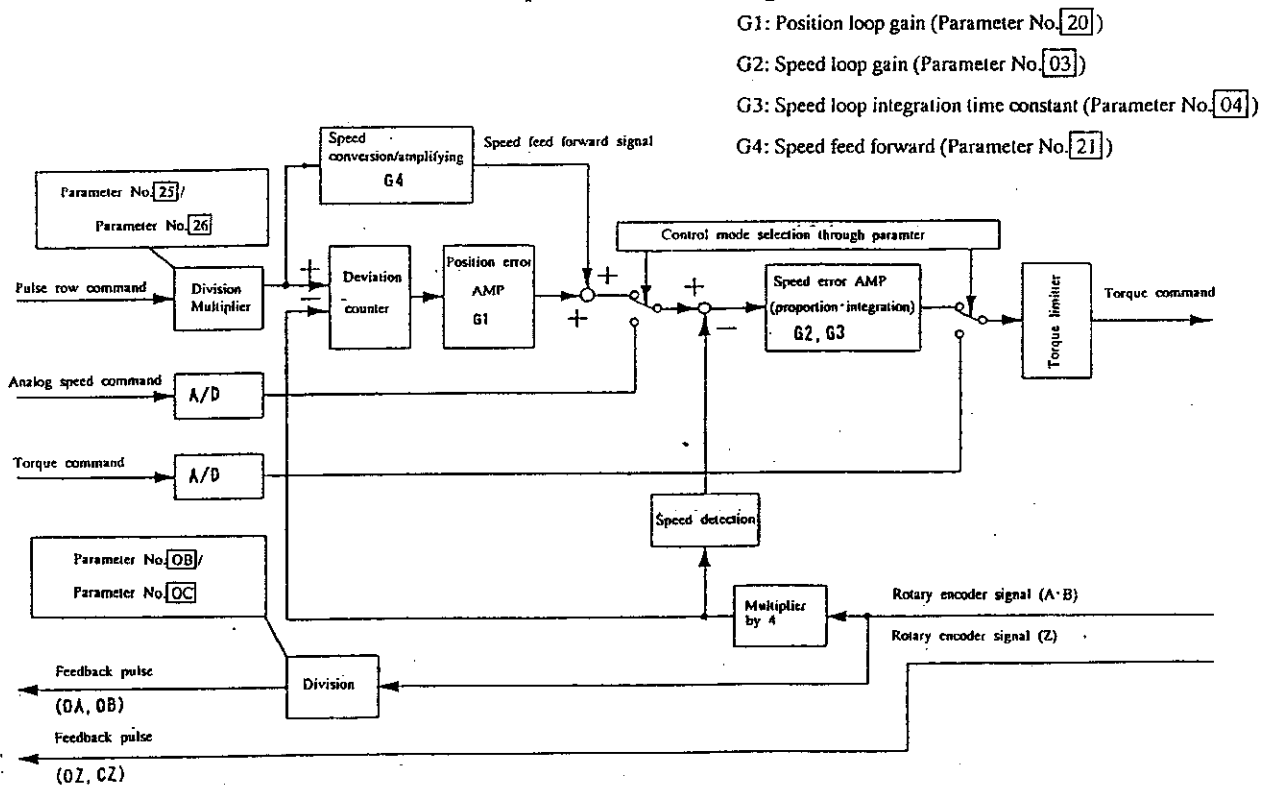 G1: Position loop gain (Parameter No. 20 )
G2: Speed loop gain (Parameter No. 03 )
G3: Speed loop integration time constant (Parameter No. 04 )
G4: Speed feed forward (Parameter No. 21 )
Speed
conversion/amplifying
G4
Speed feed forward signal
Parameter No. 25 /
Parameter No. 26
Control mode selection through paramter
Pulse row command
Division
Multiplier
+
−
Deviation
counter
Position error
AMP
G1
+
+
+
−
Speed error AMP
(proportion·integration)
G2, G3
Torque limitter
Torque command
Analog speed command
A/D
Torque command
A/D
Speed detection
Parameter No. 0B /
Parameter No. 0C
Multiplier
by 4
Rotary encoder signal (A·B)
Rotary encoder signal (Z)
Feedback pulse
(OA, OB)
Division
Feedback pulse
(OZ, CZ)